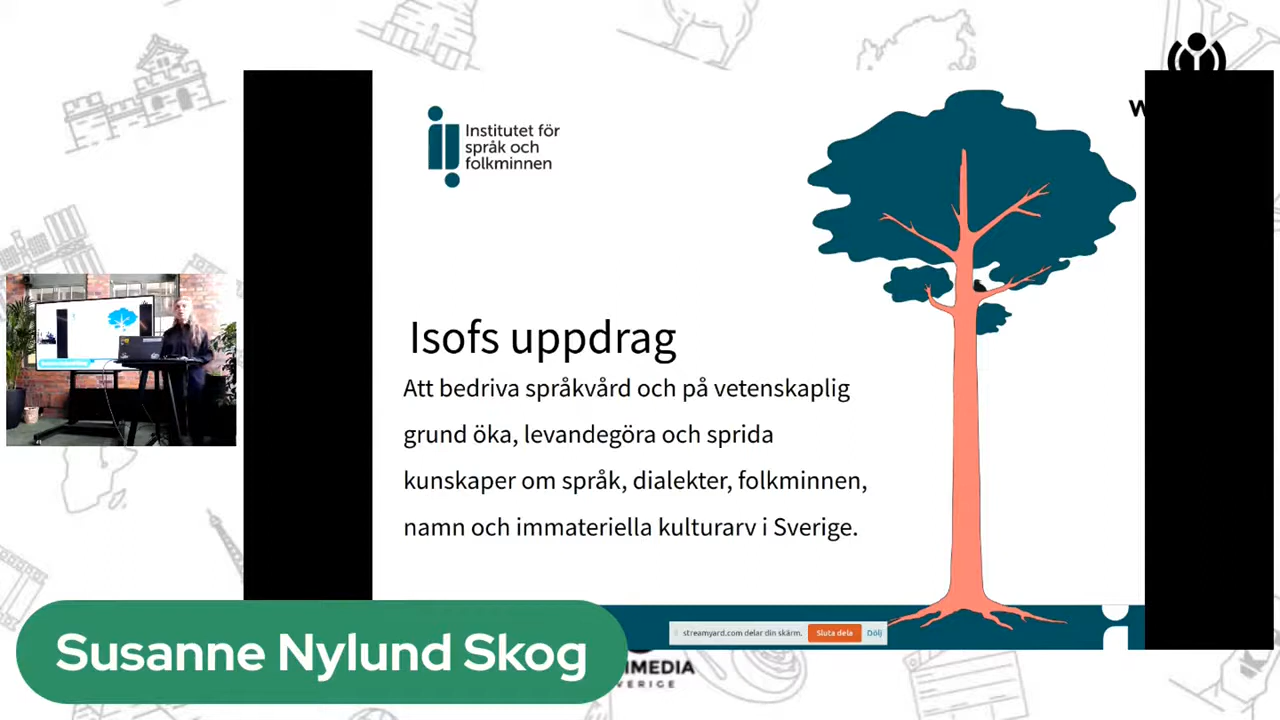 Institutet för
språk och
folkminnen
W
Isofs uppdrag
Att bedriva språkvård och på vetenskaplig
grund öka, levandegöra och sprida
kunskaper om språk, dialekter, folkminnen,
namn och immateriella kulturarv i Sverige.
streamyard.com delar din skärm. Sluta dela Dölj
Susanne Nylund Skog
IMEDIA
VERIGE